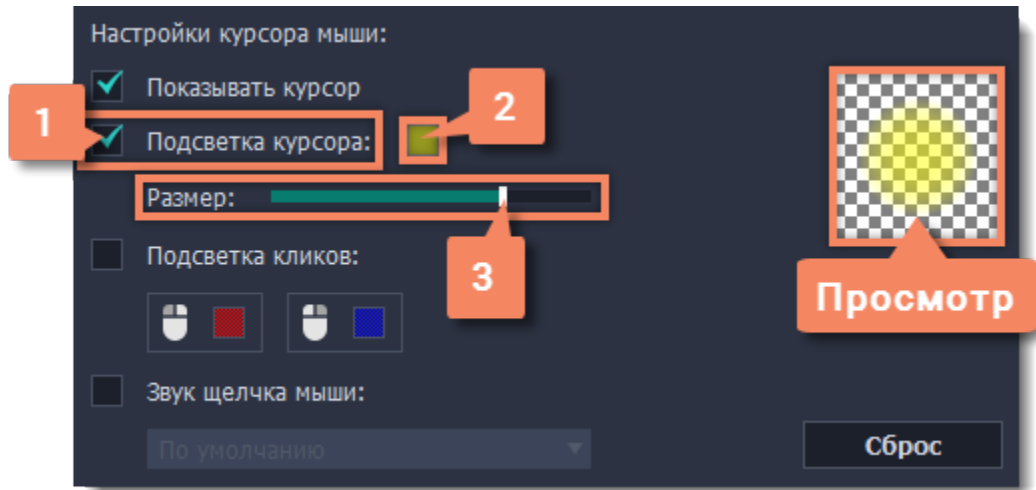 Настройки курсора мыши:
Показывать курсор
1
Подсветка курсора:
2
Размер:
3
Подсветка кликов:
Просмотр
Звук щелчка мыши:
По умолчанию
Сброс